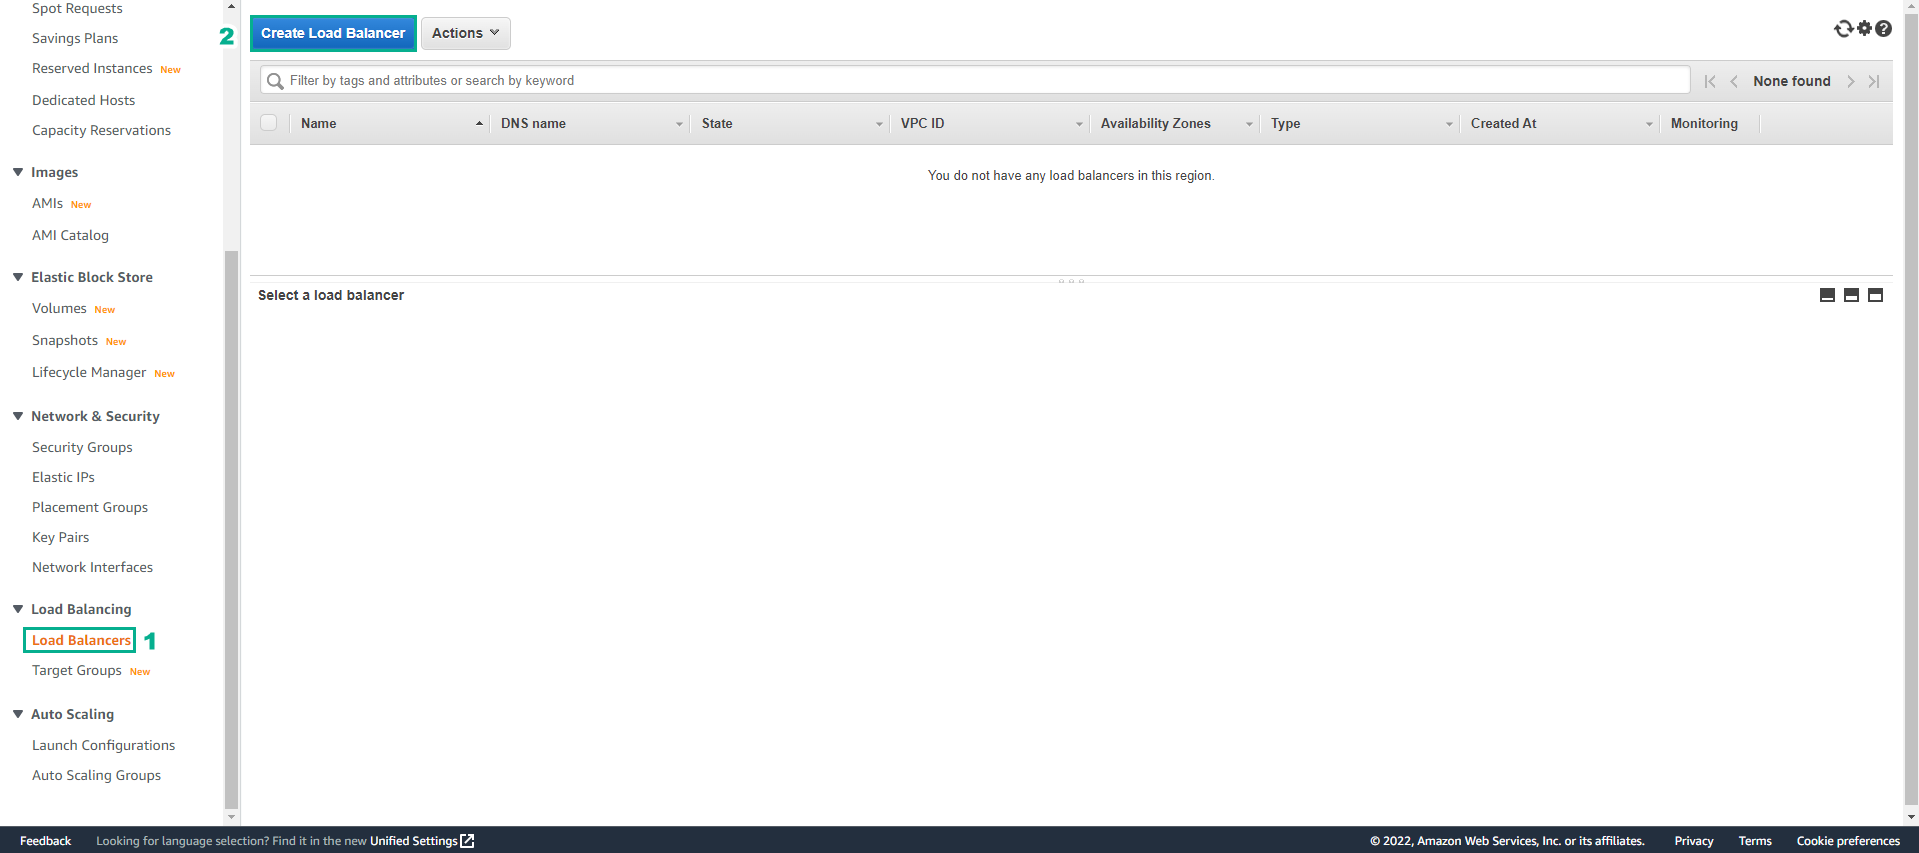 Spot Requests
Savings Plans
Reserved Instances New
Dedicated Hosts
Capacity Reservations
Images
AMIs New
AMI Catalog
Elastic Block Store
Volumes New
Snapshots New
Lifecycle Manager New
Network & Security
Security Groups
Elastic IPs
Placement Groups
Key Pairs
Network Interfaces
Load Balancing
Load Balancers 1
Target Groups New
Auto Scaling
Launch Configurations
Auto Scaling Groups
2 Create Load Balancer Actions
Filter by tags and attributes or search by keyword None found
Name DNS name State VPC ID Availability Zones Type Created At Monitoring
You do not have any load balancers in this region.
Select a load balancer
Feedback Looking for language selection? Find it in the new Unified Settings © 2022, Amazon Web Services, Inc. or its affiliates. Privacy Terms Cookie preferences